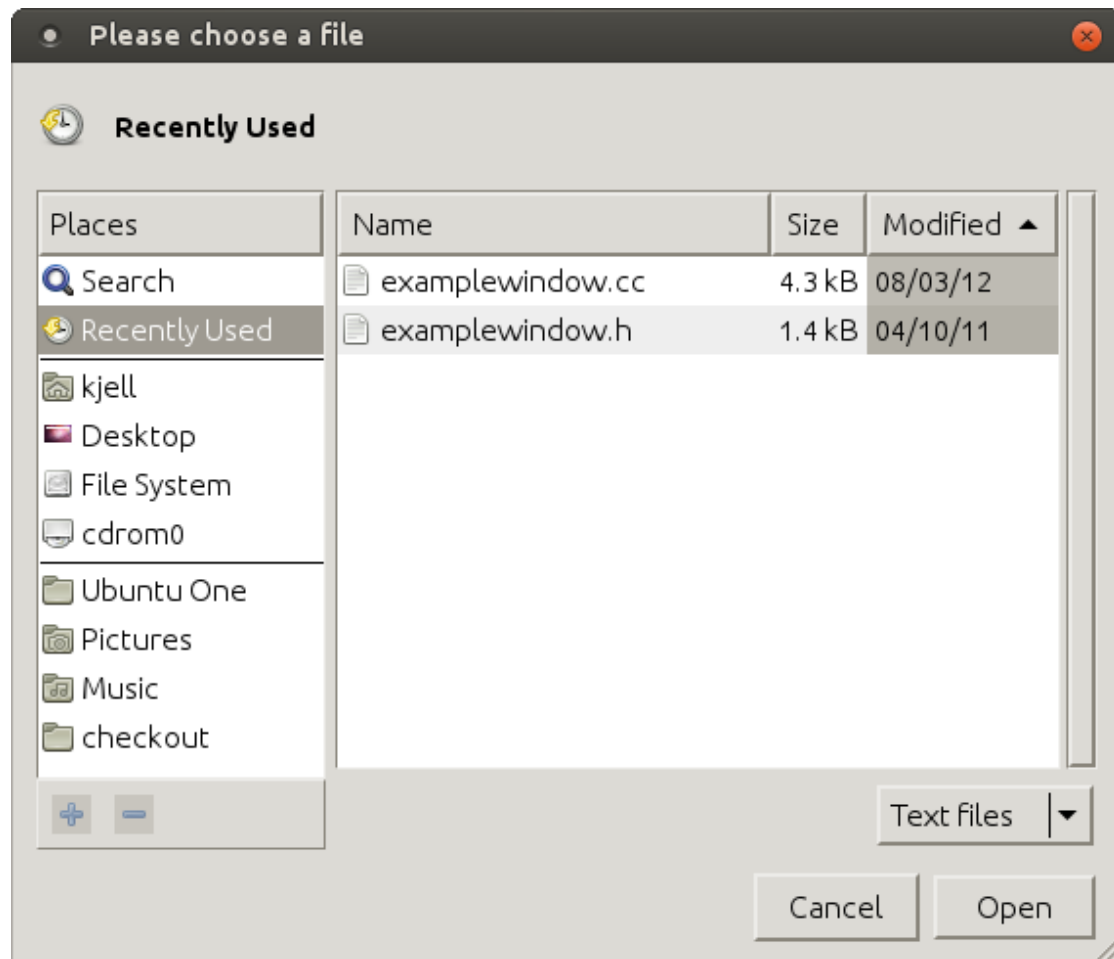 Please choose a file
Recently Used
Places
Search
Recently Used
kjell
Desktop
File System
cdrom0
Ubuntu One
Pictures
Music
checkout
Name Size Modified
examplewindow.cc 4.3 kB 08/03/12
examplewindow.h 1.4 kB 04/10/11
Text files
Cancel Open